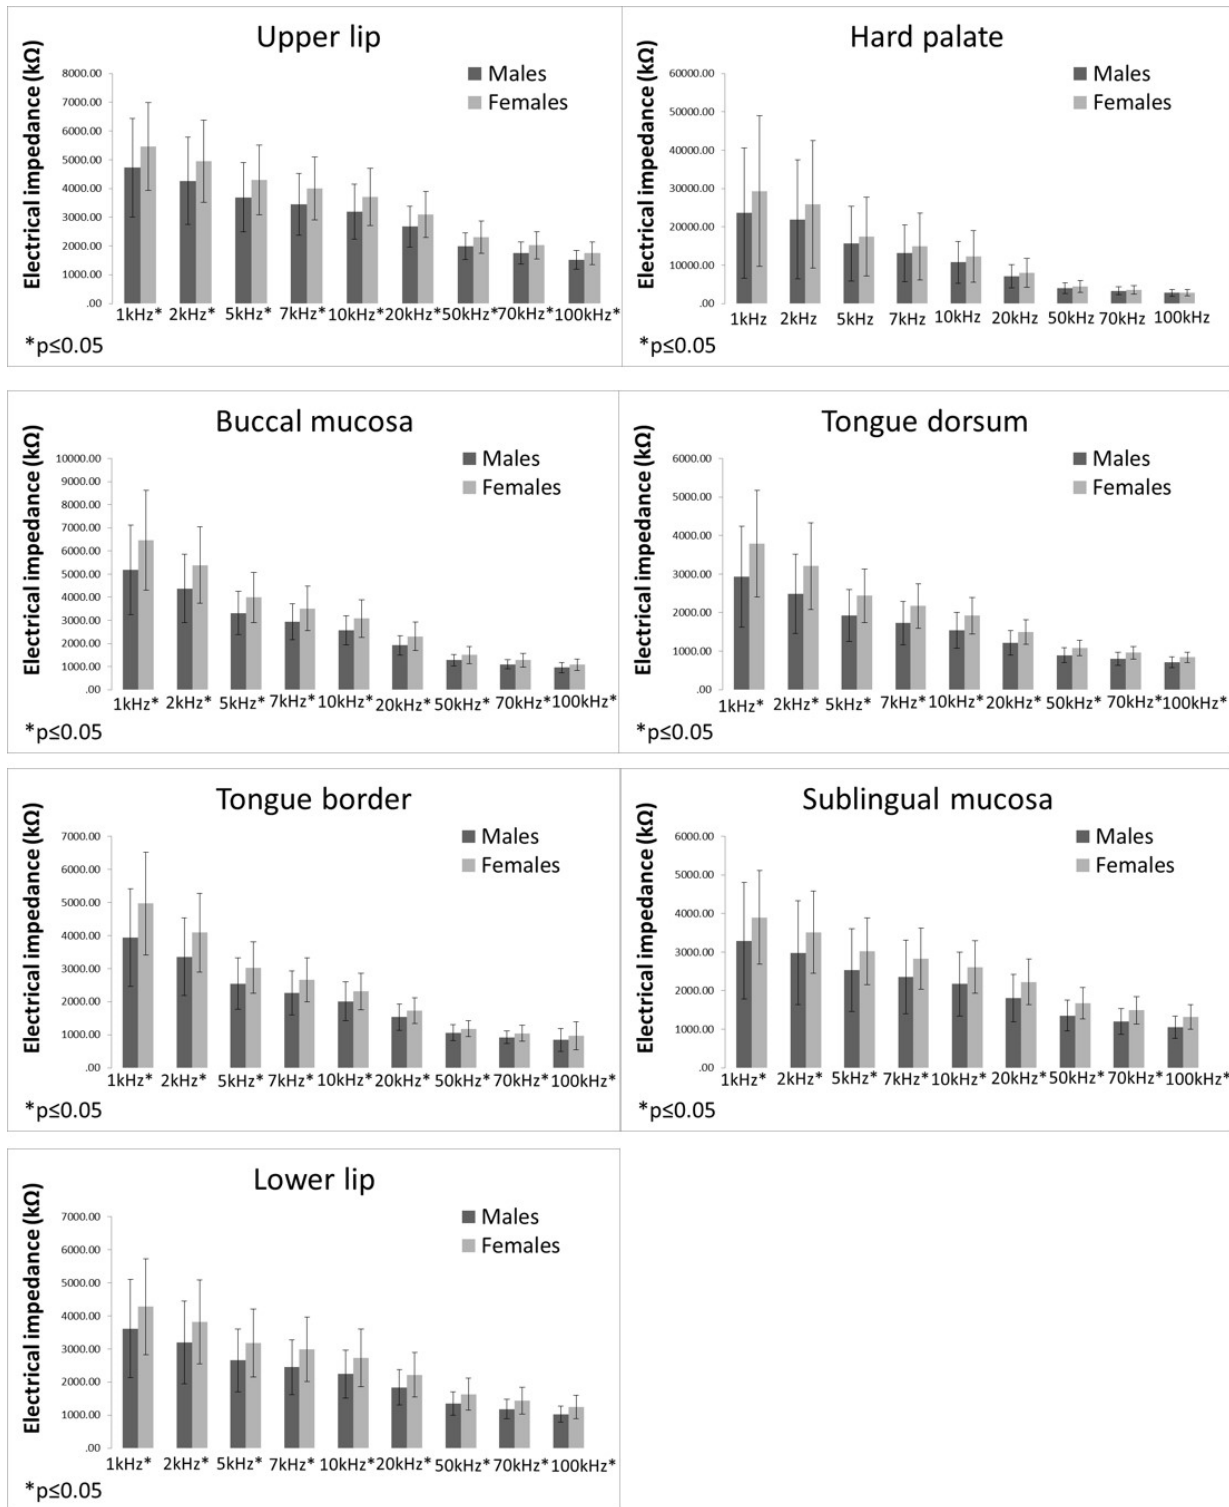 Upper lip
Electrical impedance (kΩ)
Males
Females
8000.00
7000.00
6000.00
5000.00
4000.00
3000.00
2000.00
1000.00
.00
1kHz* 2kHz* 5kHz* 7kHz* 10kHz* 20kHz* 50kHz* 70kHz* 100kHz*
*p≤0.05
Hard palate
Electrical impedance (kΩ)
Males
Females
60000.00
50000.00
40000.00
30000.00
20000.00
10000.00
.00
1kHz 2kHz 5kHz 7kHz 10kHz 20kHz 50kHz 70kHz 100kHz
*p≤0.05
Buccal mucosa
Electrical impedance (kΩ)
Males
Females
10000.00
9000.00
8000.00
7000.00
6000.00
5000.00
4000.00
3000.00
2000.00
1000.00
.00
1kHz* 2kHz* 5kHz* 7kHz* 10kHz* 20kHz* 50kHz* 70kHz* 100kHz*
*p≤0.05
Tongue dorsum
Electrical impedance (kΩ)
Males
Females
6000.00
5000.00
4000.00
3000.00
2000.00
1000.00
.00
1kHz* 2kHz* 5kHz* 7kHz* 10kHz* 20kHz* 50kHz* 70kHz* 100kHz*
*p≤0.05
Tongue border
Electrical impedance (kΩ)
Males
Females
7000.00
6000.00
5000.00
4000.00
3000.00
2000.00
1000.00
.00
1kHz* 2kHz* 5kHz* 7kHz* 10kHz* 20kHz* 50kHz* 70kHz* 100kHz*
*p≤0.05
Sublingual mucosa
Electrical impedance (kΩ)
Males
Females
6000.00
5000.00
4000.00
3000.00
2000.00
1000.00
.00
1kHz* 2kHz* 5kHz* 7kHz* 10kHz* 20kHz* 50kHz* 70kHz* 100kHz*
*p≤0.05
Lower lip
Electrical impedance (kΩ)
Males
Females
7000.00
6000.00
5000.00
4000.00
3000.00
2000.00
1000.00
.00
1kHz* 2kHz* 5kHz* 7kHz* 10kHz* 20kHz* 50kHz* 70kHz* 100kHz*
*p≤0.05